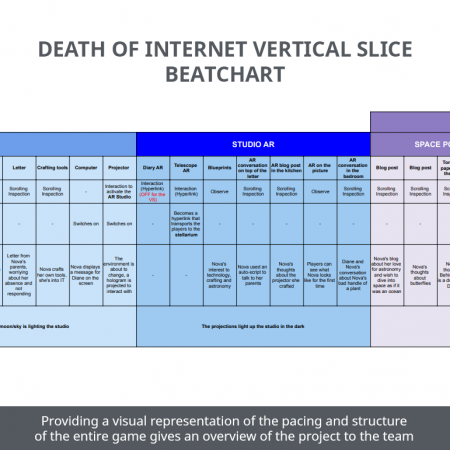 DEATH OF INTERNET VERTICAL SLICE
BEATCHART
STUDIO AR
SPACE PO
Letter
Crafting tools
Computer
Projector
Diary AR
Telescope
AR
Blueprints
AR
conversation
on top of the
letter
AR blog post
in the kitchen
AR on the
picture
AR
conversation
in the
bedroom
Blog post
Blog post
Scrolling
Inspection
Scrolling
Inspection
-
Interaction to
activate the
AR Studio
Interaction
(Hyperlink)
(OFF for the
VS)
Interaction
(Hyperlink)
Observe
Scrolling
Inspection
Scrolling
Inspection
Observe
Scrolling
Inspection
Scrolling
Inspection
Scrolling
Inspection
-
-
Switches on
Switches on
-
Becomes a
hyperlink that
transports the
players to the
stellarium
-
-
-
-
-
-
-
Letter from
Nova's
parents,
worrying
about her
absence and
not
responding
Nova crafts
her own tools,
she's into IT
Nova displays
a message for
Diane on the
screen
The
environment is
about to
change, a
hologram is
projected to
interact with
-
-
Nova's
interest to
technology,
crafting and
astronomy
Nova used an
auto-script to
talk to her
parents
Nova's
thoughts
about the
projector she
crafted
Players can
see what
Nova looks
like for the
first time
Diane and
Nova's
conversation
about Nova's
bad handle of
a plant
Nova's blog
about her love
for astronomy
and wish to
dive into
space as if it
was an ocean
Nova's
thoughts
about
butterflies
moon/sky is lighting the studio
The projections light up the studio in the dark
Providing a visual representation of the pacing and structure
of the entire game gives an overview of the project to the team